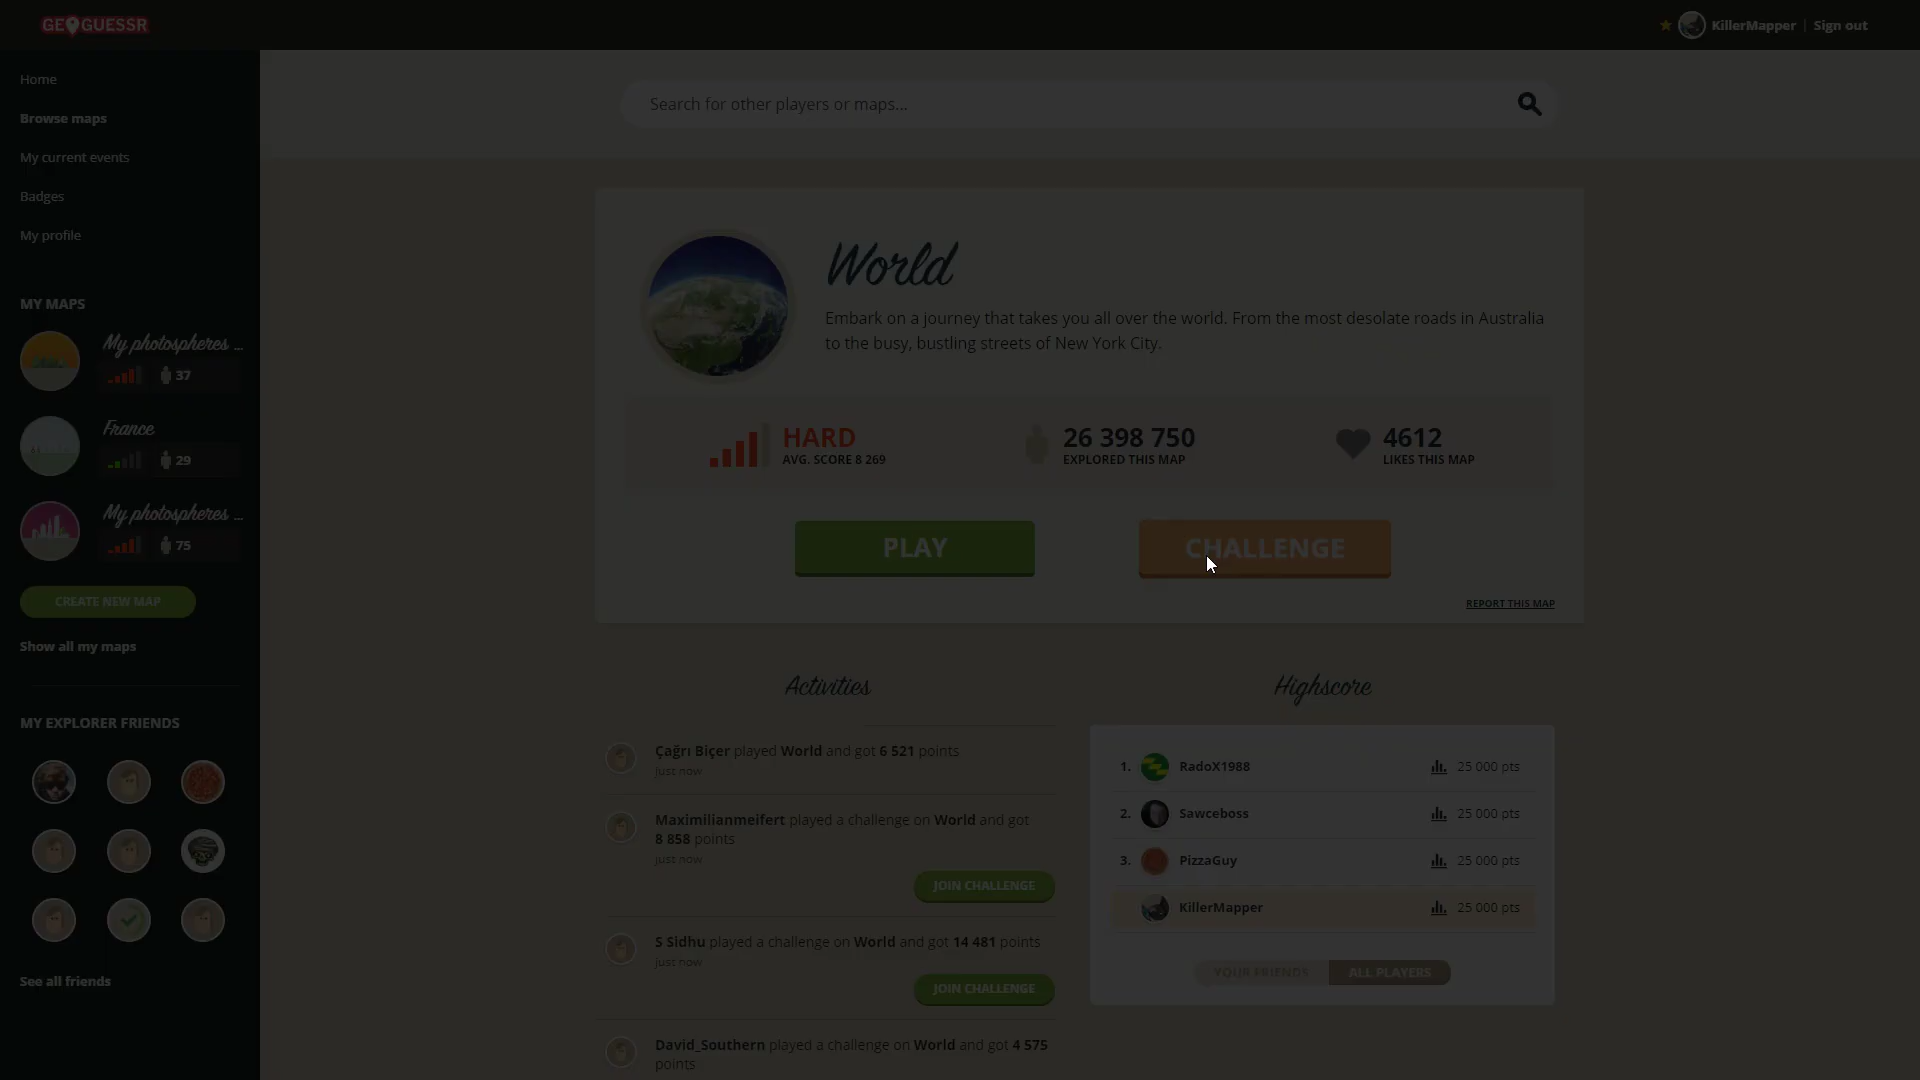 GEOGUESSR
KillerMapper | Sign out
Home
Browse maps
My current events
Badges
My profile
MY MAPS
My photospheres ...
37
France
29
My photospheres ...
75
CREATE NEW MAP
Show all my maps
MY EXPLORER FRIENDS
See all friends
Search for other players or maps...
World
Embark on a journey that takes you all over the world. From the most desolate roads in Australia
to the busy, bustling streets of New York City.
HARD
AVG. SCORE 8 269
26 398 750
EXPLORED THIS MAP
4612
LIKES THIS MAP
PLAY
CHALLENGE
REPORT THIS MAP
Activities
Çağrı Biçer played World and got 6 521 points
just now
Maximilianmeifert played a challenge on World and got
8 858 points
just now
JOIN CHALLENGE
S Sidhu played a challenge on World and got 14 481 points
just now
JOIN CHALLENGE
David_Southern played a challenge on World and got 4 575
points
Highscore
1. RadoX1988 25 000 pts
2. Sawceboss 25 000 pts
3. PizzaGuy 25 000 pts
KillerMapper 25 000 pts
YOUR FRIENDS ALL PLAYERS